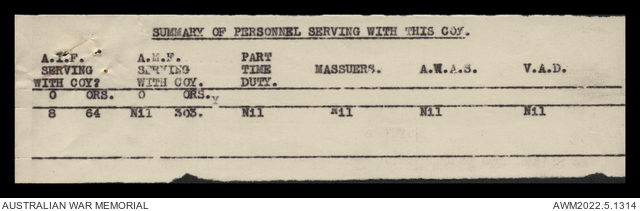 SUMMARY OF PERSONNEL SERVING WITH THIS COY.
A.I.F. A.M.F. PART
SERVING SERVING TIME MASSUERS. A.W.A.S. V.A.D.
WITH COY? WITH COY. DUTY.
O ORS. O ORS.
8 64 Nil 303. Nil Nil Nil Nil
AUSTRALIAN WAR MEMORIAL AWM2022.5.1314